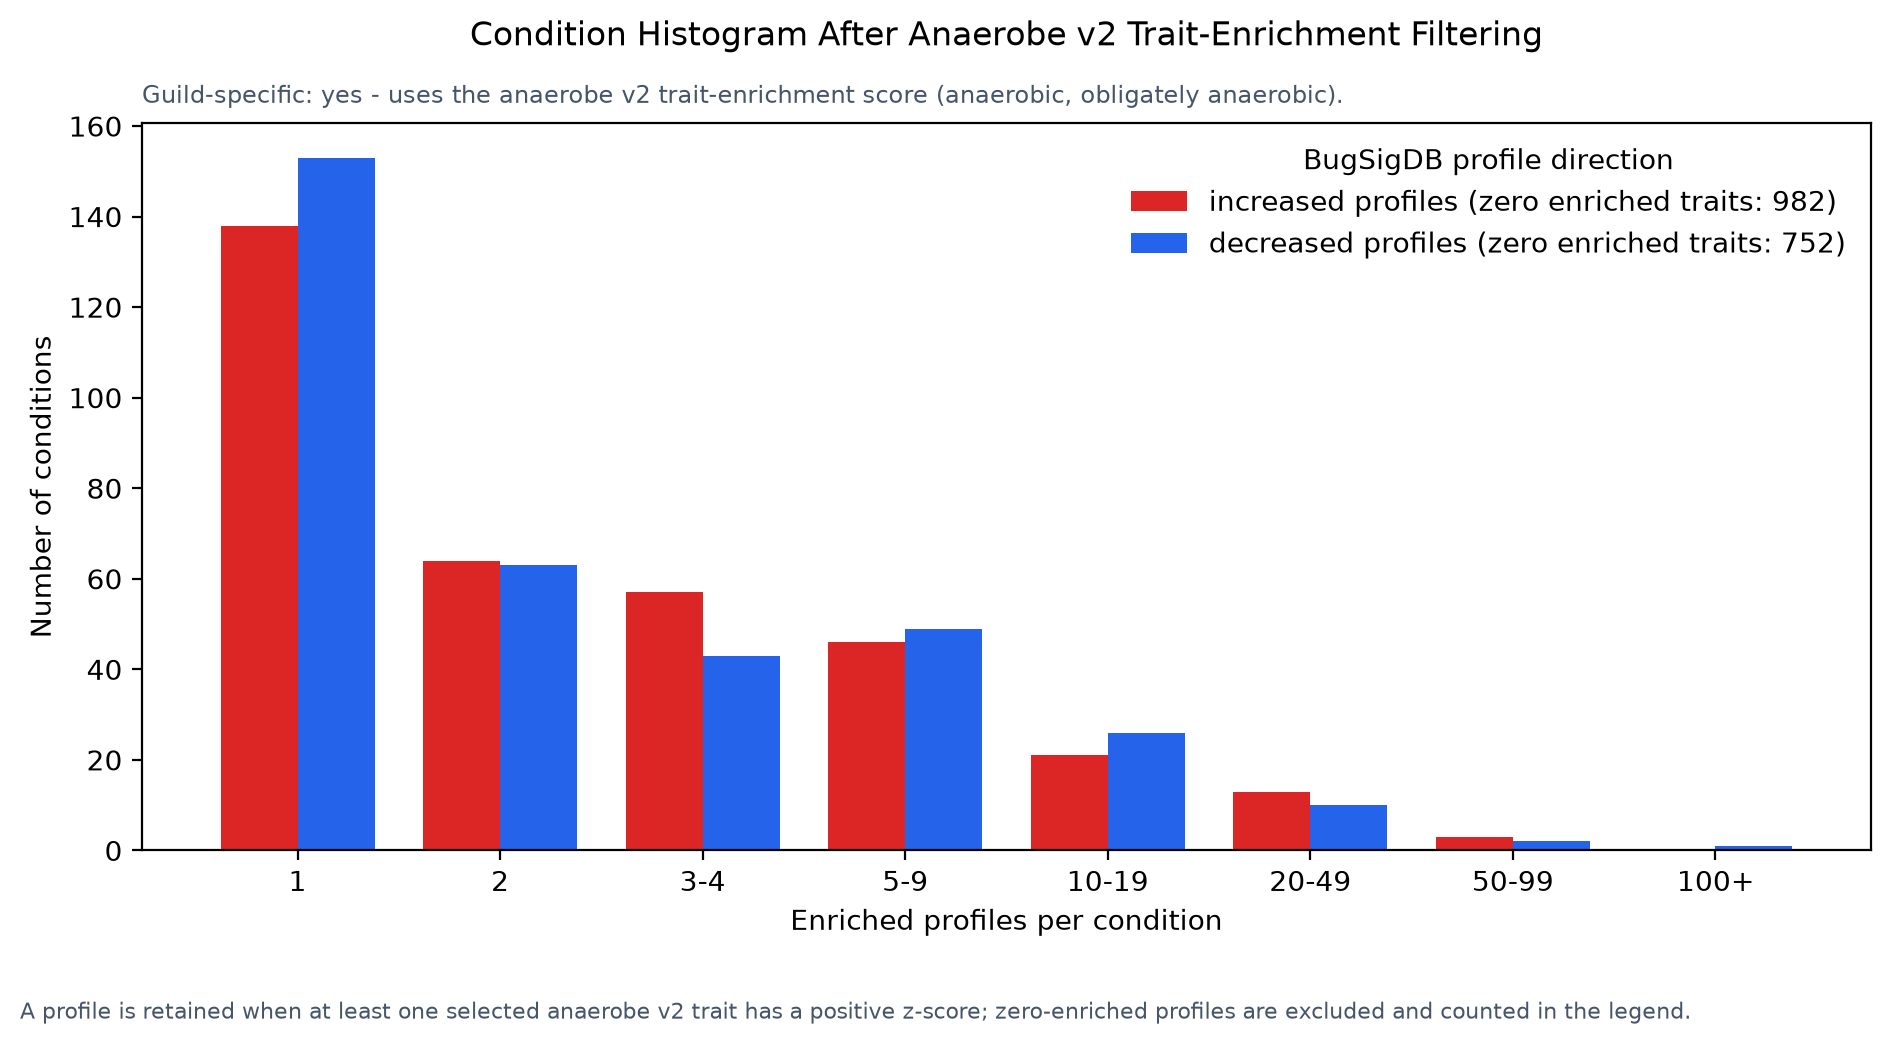 Condition Histogram After Anaerobe v2 Trait-Enrichment Filtering
Guild-specific: yes - uses the anaerobe v2 trait-enrichment score (anaerobic, obligately anaerobic).
BugSigDB profile direction
increased profiles (zero enriched traits: 982)
decreased profiles (zero enriched traits: 752)
Number of conditions
160
140
120
100
80
60
40
20
0
1 2 3-4 5-9 10-19 20-49 50-99 100+
Enriched profiles per condition
A profile is retained when at least one selected anaerobe v2 trait has a positive z-score; zero-enriched profiles are excluded and counted in the legend.